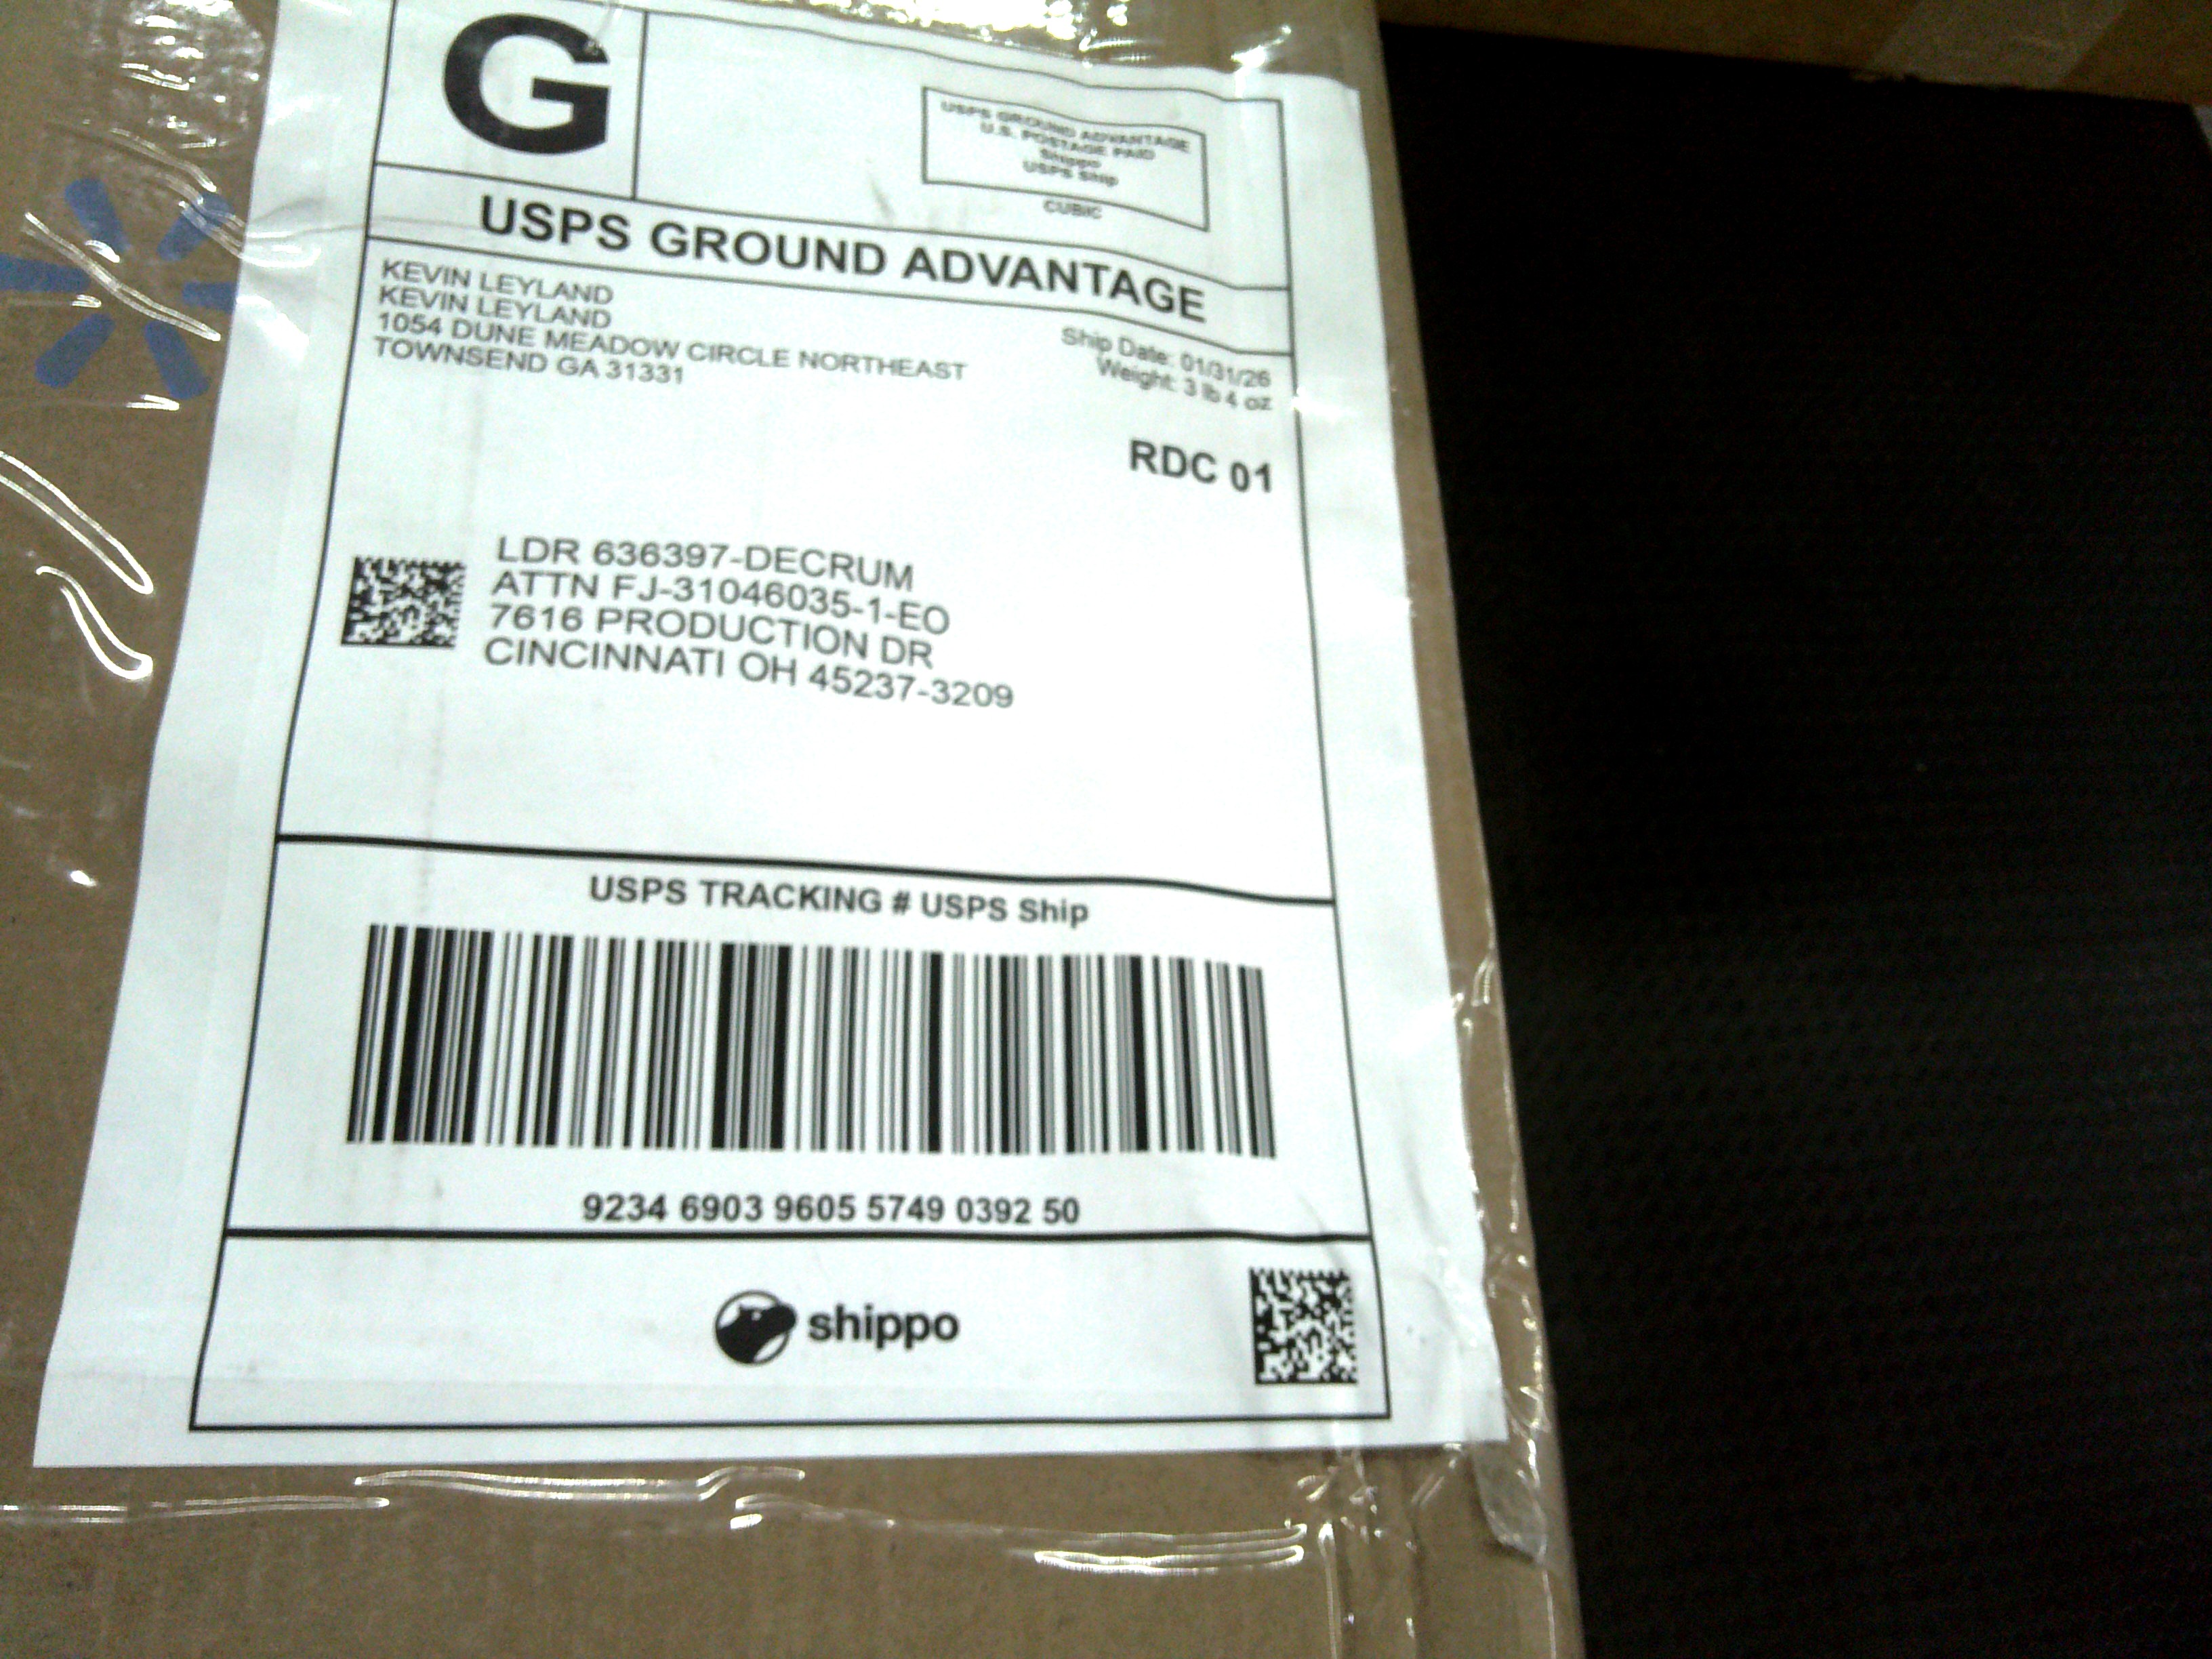 G
USPS GROUND ADVANTAGE
U.S. POSTAGE PAID
Shippo
USPS Ship
CUBIC
USPS GROUND ADVANTAGE
KEVIN LEYLAND
KEVIN LEYLAND
1054 DUNE MEADOW CIRCLE NORTHEAST
TOWNSEND GA 31331
Ship Date: 01/31/26
Weight: 3 lb 4 oz
RDC 01
LDR 636397-DECRUM
ATTN FJ-31046035-1-EO
7616 PRODUCTION DR
CINCINNATI OH 45237-3209
USPS TRACKING # USPS Ship
9234 6903 9605 5749 0392 50
shippo